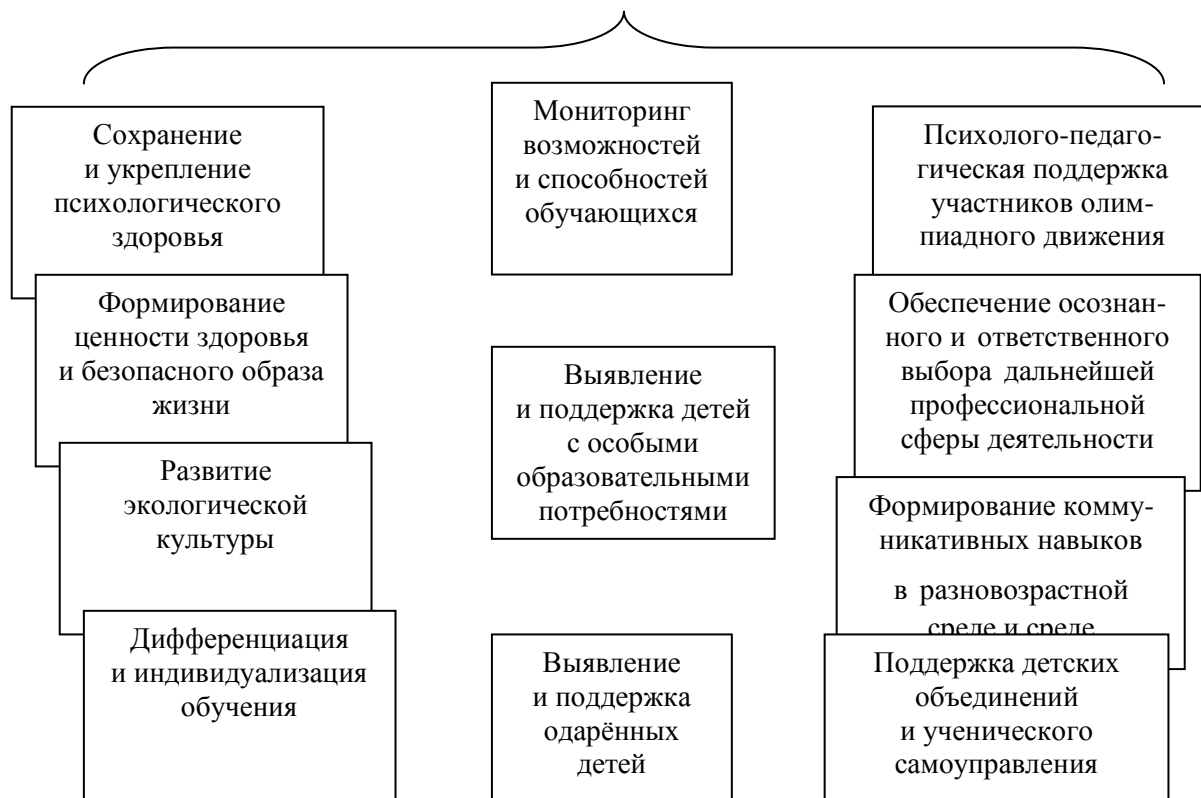 Сохранение
и укрепление
психологического
здоровья
Формирование
ценности здоровья
и безопасного образа
жизни
Развитие
экологической
культуры
Дифференциация
и индивидуализация
обучения
Мониторинг
возможностей
и способностей
обучающихся
Выявление
и поддержка детей
с особыми
образовательными
потребностями
Выявление
и поддержка
одарённых
детей
Психолого-педаго-
гическая поддержка
участников олим-
пиадного движения
Обеспечение осознан-
ного и ответственного
выбора дальнейшей
профессиональной
сферы деятельности
Формирование комму-
никативных навыков
в разновозрастной
среде и среде
Поддержка детских
объединений
и ученического
самоуправления